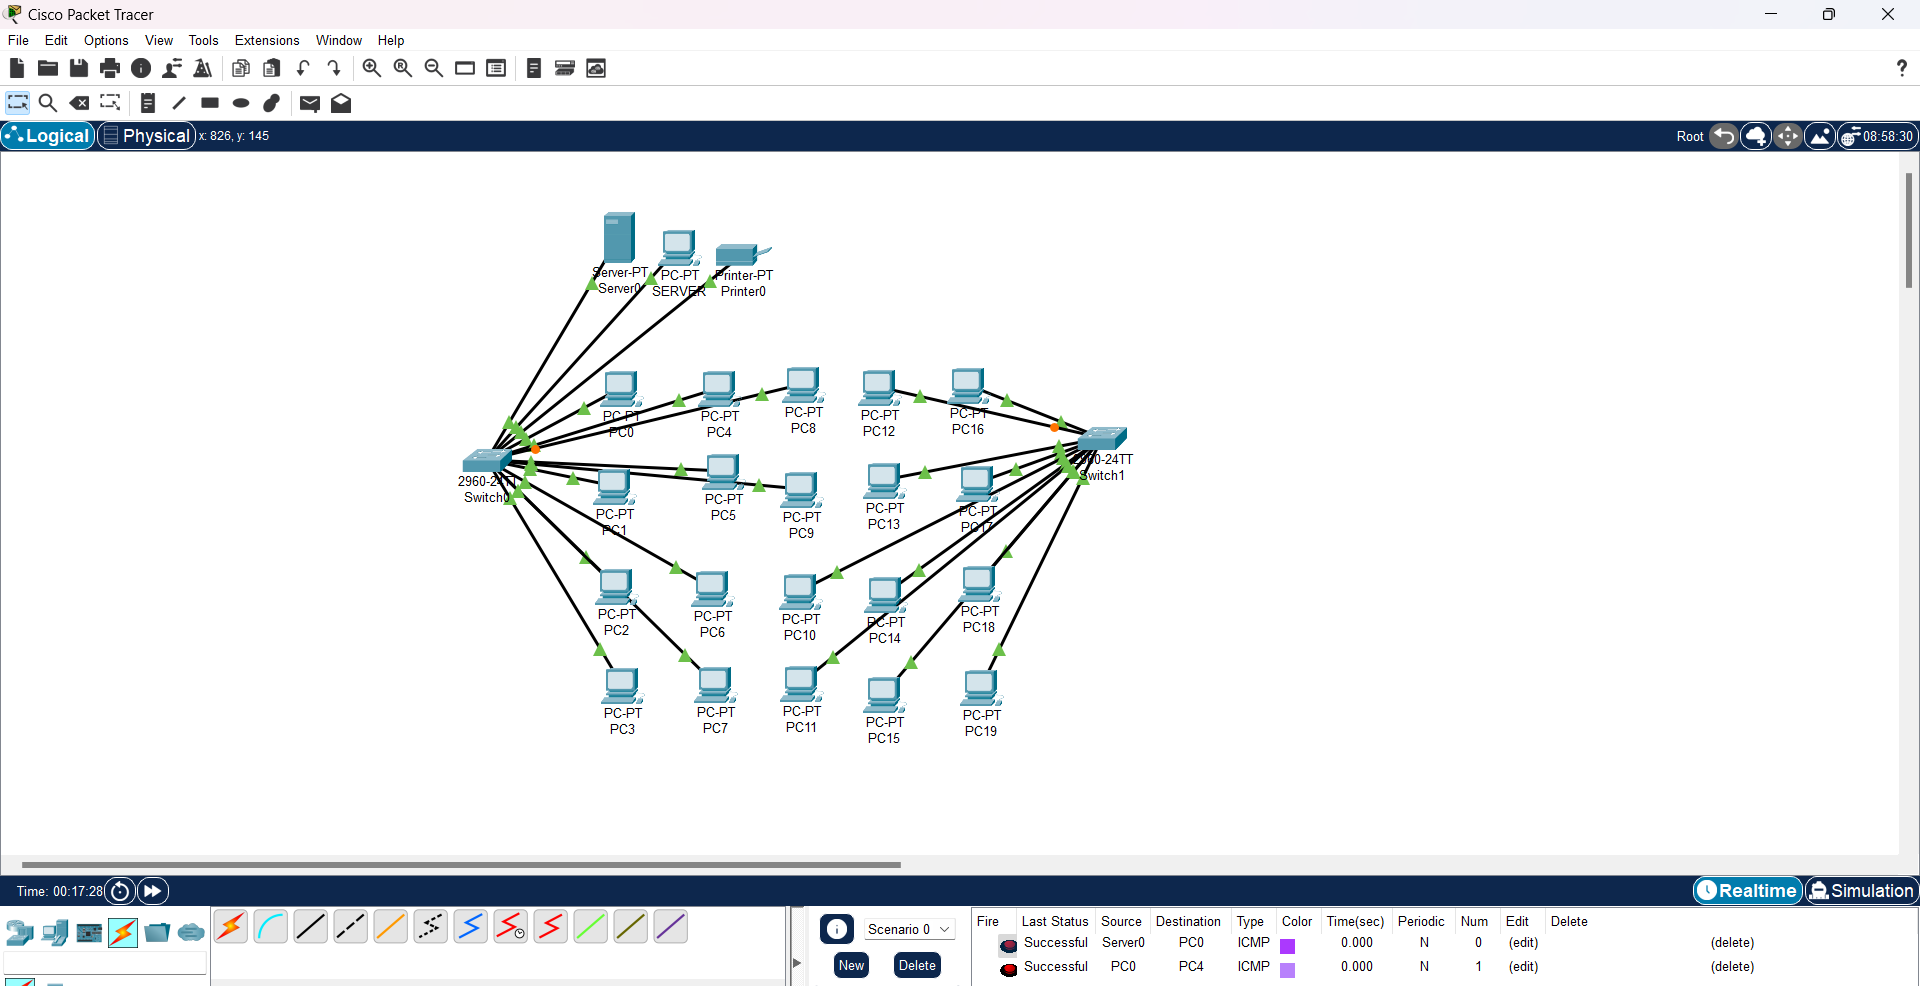 Cisco Packet Tracer
File Edit Options View Tools Extensions Window Help
Logical Physical x: 826, y: 145 Root 08:58:30
Server-PT
Server0
PC-PT
SERVER
Printer-PT
Printer0
PC-PT
PC0
PC-PT
PC4
PC-PT
PC8
PC-PT
PC12
PC-PT
PC16
2960-24TT
Switch0
2960-24TT
Switch1
PC-PT
PC1
PC-PT
PC5
PC-PT
PC9
PC-PT
PC13
PC-PT
PC17
PC-PT
PC2
PC-PT
PC6
PC-PT
PC10
PC-PT
PC14
PC-PT
PC18
PC-PT
PC3
PC-PT
PC7
PC-PT
PC11
PC-PT
PC15
PC-PT
PC19
Time: 00:17:28 Realtime Simulation
Scenario 0
New Delete
Fire Last Status Source Destination Type Color Time(sec) Periodic Num Edit Delete
Successful Server0 PC0 ICMP 0.000 N 0 (edit) (delete)
Successful PC0 PC4 ICMP 0.000 N 1 (edit) (delete)